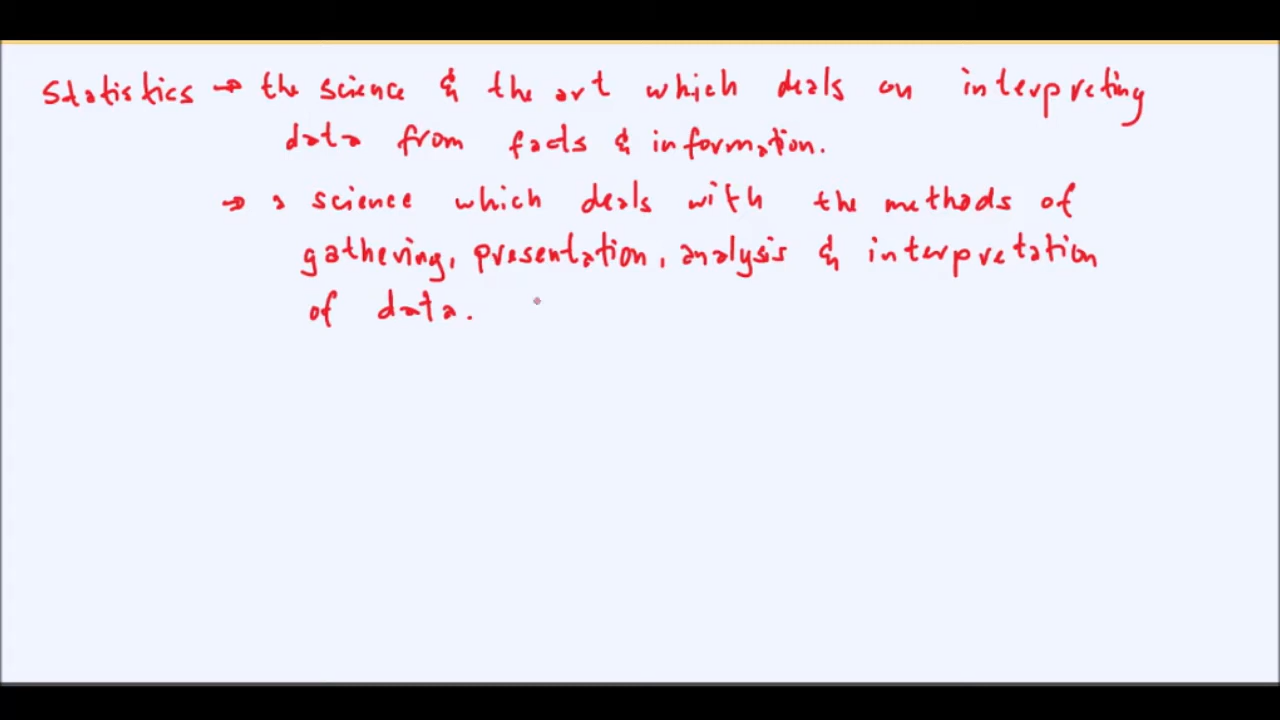 Statistics → the science & the art which deals on interpreting
data from facts & information.
→ a science which deals with the methods of
gathering, presentation, analysis & interpretation
of data.